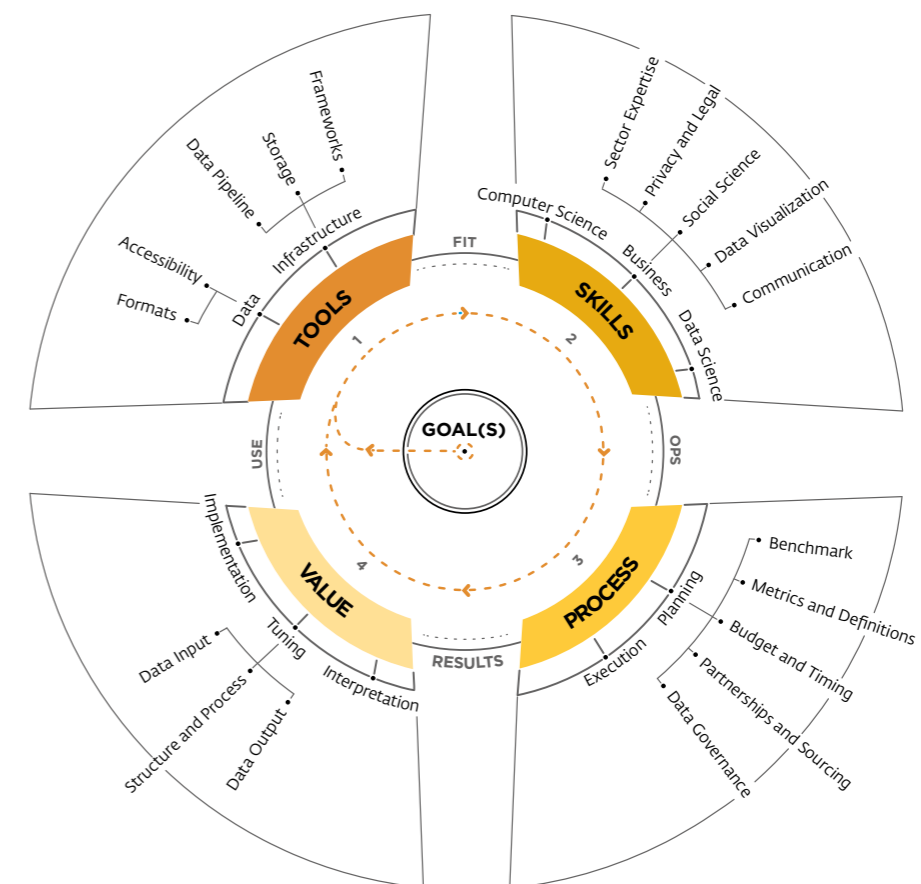 Frameworks
Storage
Data Pipeline
Infrastructure
Accessibility
Formats
Data
TOOLS
1
FIT
Sector Expertise
Privacy and Legal
Social Science
Data Visualization
Communication
Computer Science
Business
Data Science
SKILLS
2
GOAL(S)
USE
OPS
Implementation
Tuning
Interpretation
Data Input
Structure and Process
Data Output
VALUE
4
RESULTS
3
PROCESS
Planning
Execution
Benchmark
Metrics and Definitions
Budget and Timing
Partnerships and Sourcing
Data Governance